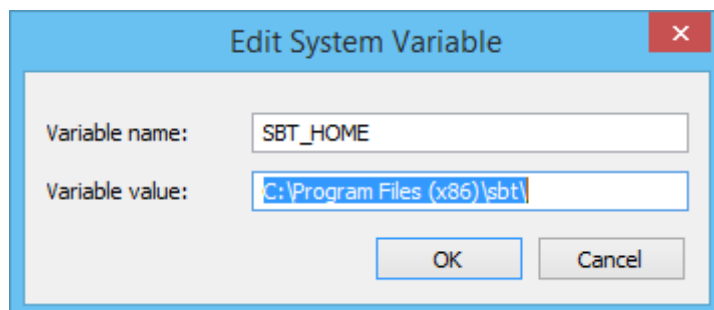 Edit System Variable
Variable name: SBT_HOME
Variable value: C:\Program Files (x86)\sbt\
OK Cancel